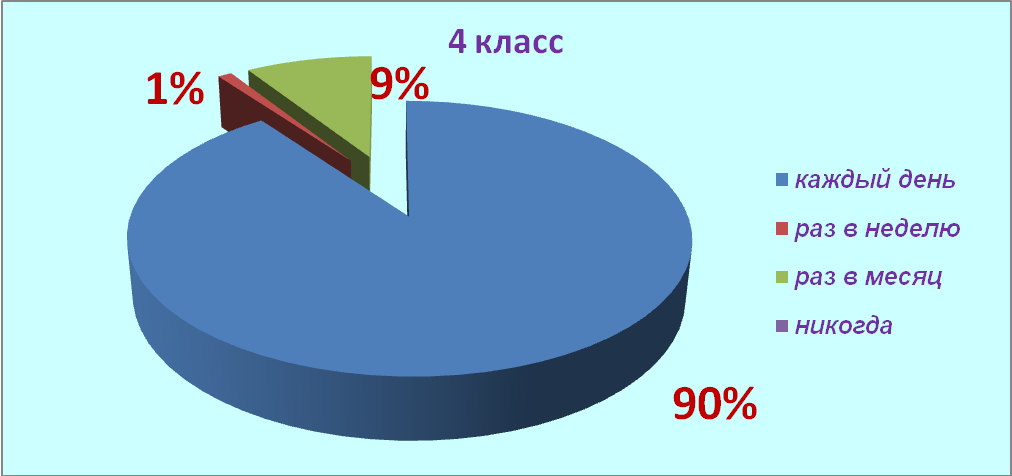 4 класс
1%
9%
каждый день
раз в неделю
раз в месяц
никогда
90%